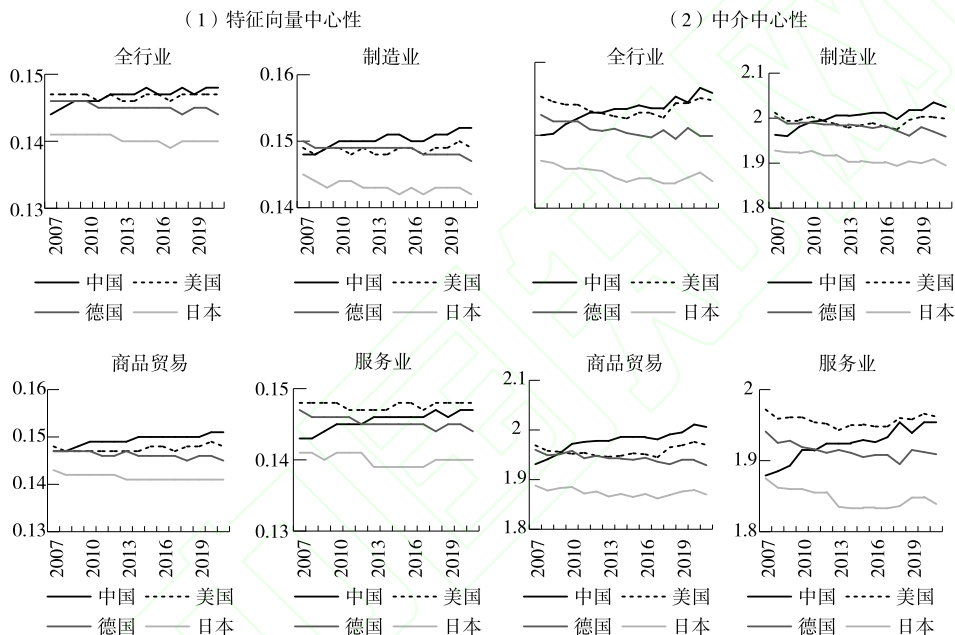 （1）特征向量中心性
（2）中介中心性
全行业
0.15
0.14
0.13
2007
2010
2013
2016
2019
中国 美国
德国 日本
制造业
0.16
0.15
0.14
2007
2010
2013
2016
2019
中国 美国
德国 日本
全行业
2007
2010
2013
2016
2019
中国 美国
德国 日本
制造业
2.1
2
1.9
1.8
2007
2010
2013
2016
2019
中国 美国
德国 日本
商品贸易
0.16
0.15
0.14
0.13
2007
2010
2013
2016
2019
中国 美国
德国 日本
服务业
0.15
0.14
0.13
2007
2010
2013
2016
2019
中国 美国
德国 日本
商品贸易
2.1
2
1.9
1.8
2007
2010
2013
2016
2019
中国 美国
德国 日本
服务业
2
1.9
1.8
2007
2010
2013
2016
2019
中国 美国
德国 日本